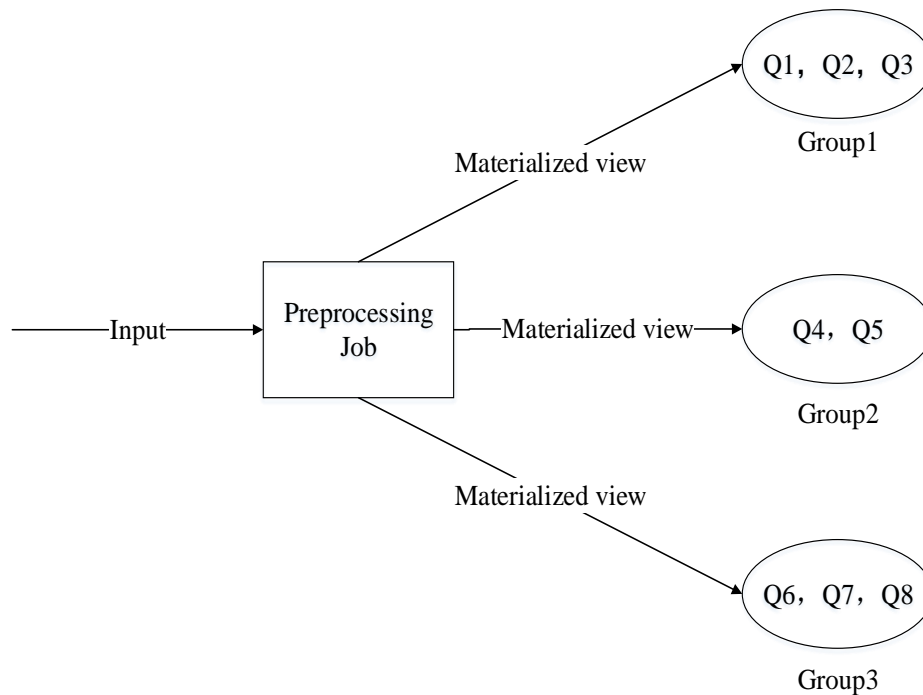 Q1，Q2，Q3
Group1
Materialized view
Input
Preprocessing
Job
Materialized view
Q4，Q5
Group2
Materialized view
Q6，Q7，Q8
Group3